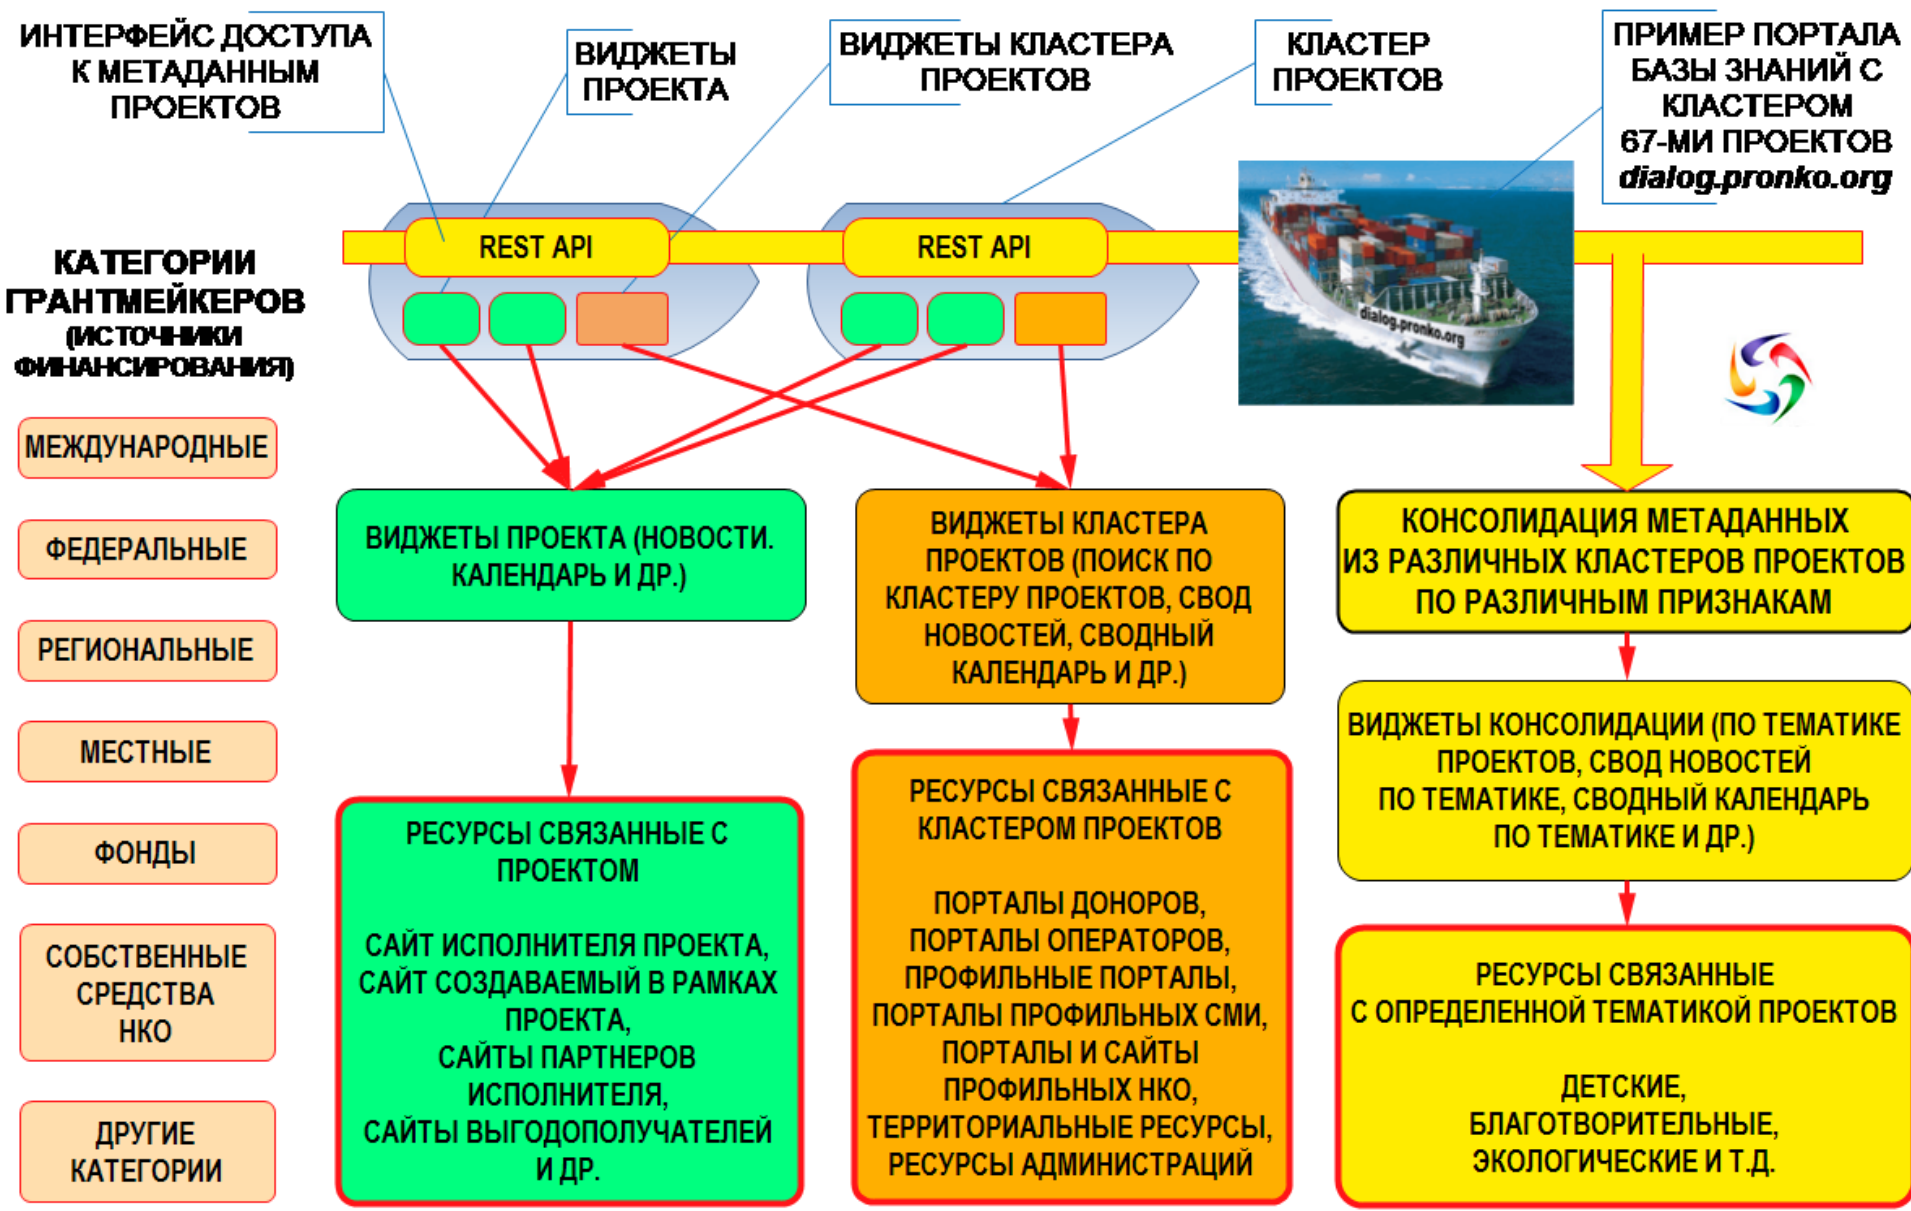 ИНТЕРФЕЙС ДОСТУПА
К МЕТАДАННЫМ
ПРОЕКТОВ
ВИДЖЕТЫ
ПРОЕКТА
ВИДЖЕТЫ КЛАСТЕРА
ПРОЕКТОВ
КЛАСТЕР
ПРОЕКТОВ
ПРИМЕР ПОРТАЛА
БАЗЫ ЗНАНИЙ С
КЛАСТЕРОМ
67-МИ ПРОЕКТОВ
dialog.pronko.org
REST API
REST API
dialog.pronko.org
КАТЕГОРИИ
ГРАНТМЕЙКЕРОВ
(ИСТОЧНИКИ
ФИНАНСИРОВАНИЯ)
МЕЖДУНАРОДНЫЕ
ФЕДЕРАЛЬНЫЕ
РЕГИОНАЛЬНЫЕ
МЕСТНЫЕ
ФОНДЫ
СОБСТВЕННЫЕ
СРЕДСТВА
НКО
ДРУГИЕ
КАТЕГОРИИ
ВИДЖЕТЫ ПРОЕКТА (НОВОСТИ.
КАЛЕНДАРЬ И ДР.)
РЕСУРСЫ СВЯЗАННЫЕ С
ПРОЕКТОМ
САЙТ ИСПОЛНИТЕЛЯ ПРОЕКТА,
САЙТ СОЗДАВАЕМЫЙ В РАМКАХ
ПРОЕКТА,
САЙТЫ ПАРТНЕРОВ
ИСПОЛНИТЕЛЯ,
САЙТЫ ВЫГОДОПОЛУЧАТЕЛЕЙ
И ДР.
ВИДЖЕТЫ КЛАСТЕРА
ПРОЕКТОВ (ПОИСК ПО
КЛАСТЕРУ ПРОЕКТОВ, СВОД
НОВОСТЕЙ, СВОДНЫЙ
КАЛЕНДАРЬ И ДР.)
РЕСУРСЫ СВЯЗАННЫЕ С
КЛАСТЕРОМ ПРОЕКТОВ
ПОРТАЛЫ ДОНОРОВ,
ПОРТАЛЫ ОПЕРАТОРОВ,
ПРОФИЛЬНЫЕ ПОРТАЛЫ,
ПОРТАЛЫ ПРОФИЛЬНЫХ СМИ,
ПОРТАЛЫ И САЙТЫ
ПРОФИЛЬНЫХ НКО,
ТЕРРИТОРИАЛЬНЫЕ РЕСУРСЫ,
РЕСУРСЫ АДМИНИСТРАЦИЙ
КОНСОЛИДАЦИЯ МЕТАДАННЫХ
ИЗ РАЗЛИЧНЫХ КЛАСТЕРОВ ПРОЕКТОВ
ПО РАЗЛИЧНЫМ ПРИЗНАКАМ
ВИДЖЕТЫ КОНСОЛИДАЦИИ (ПО ТЕМАТИКЕ
ПРОЕКТОВ, СВОД НОВОСТЕЙ
ПО ТЕМАТИКЕ, СВОДНЫЙ КАЛЕНДАРЬ
ПО ТЕМАТИКЕ И ДР.)
РЕСУРСЫ СВЯЗАННЫЕ
С ОПРЕДЕЛЕННОЙ ТЕМАТИКОЙ ПРОЕКТОВ
ДЕТСКИЕ,
БЛАГОТВОРИТЕЛЬНЫЕ,
ЭКОЛОГИЧЕСКИЕ И Т.Д.